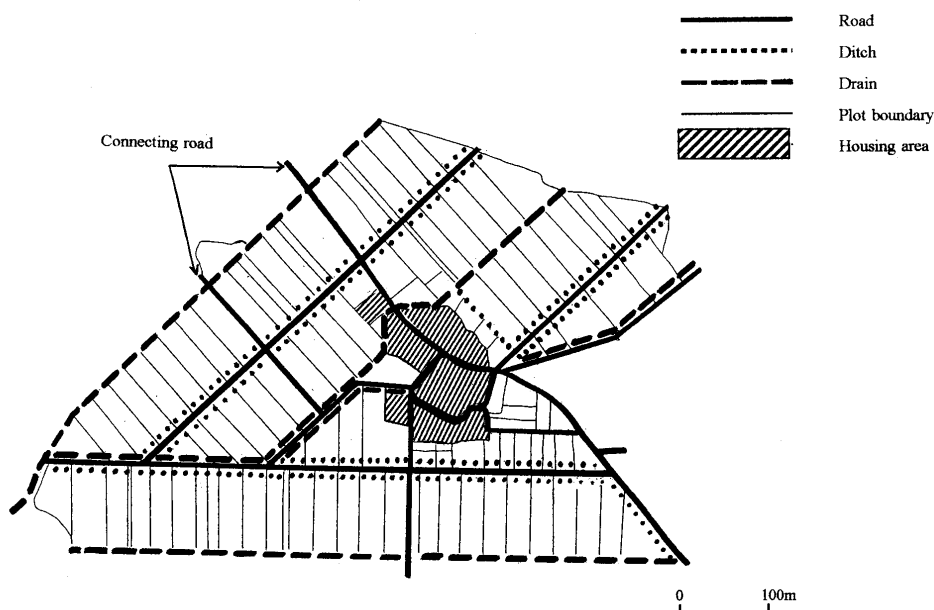 Road
Ditch
Drain
Plot boundary
Housing area
Connecting road
0 100m